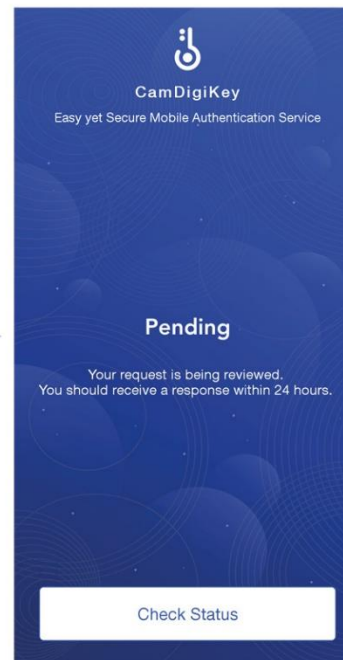 CamDigiKey
Easy yet Secure Mobile Authentication Service
Pending
Your request is being reviewed.
You should receive a response within 24 hours.
Check Status